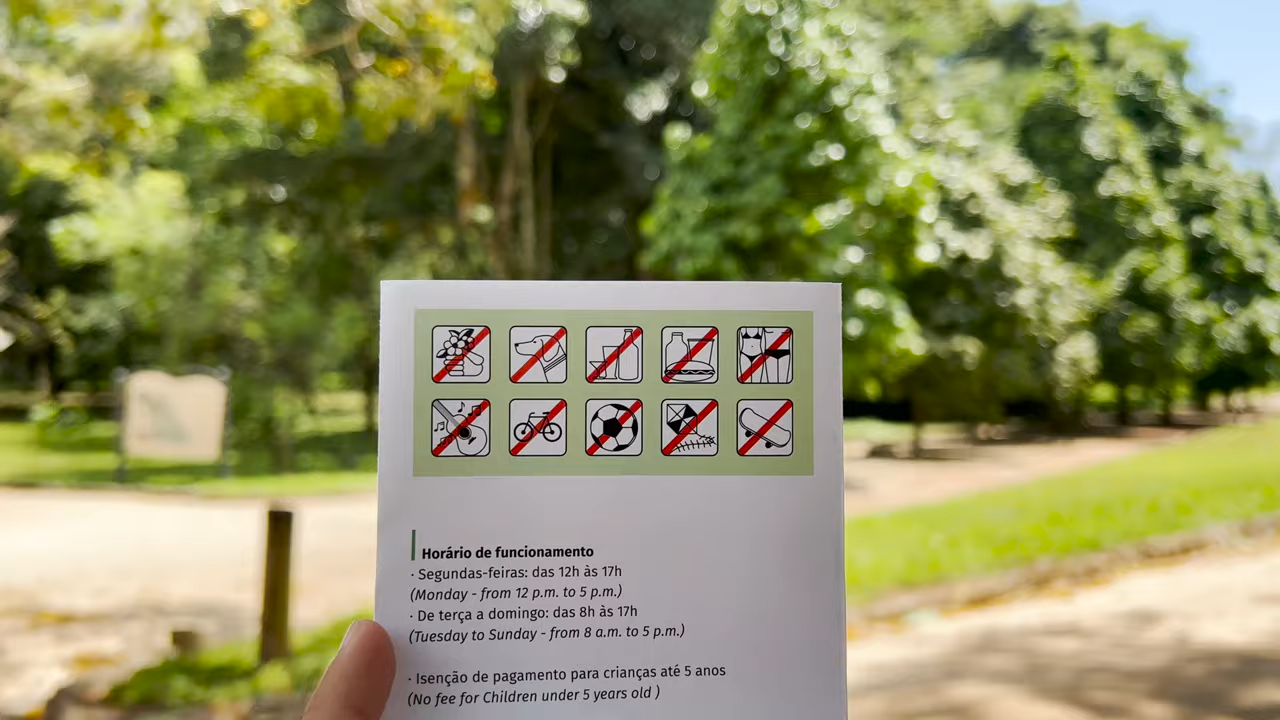 Horário de funcionamento
· Segundas-feiras: das 12h às 17h
(Monday - from 12 p.m. to 5 p.m.)
· De terça a domingo: das 8h às 17h
(Tuesday to Sunday - from 8 a.m. to 5 p.m.)
· Isenção de pagamento para crianças até 5 anos
(No fee for Children under 5 years old )